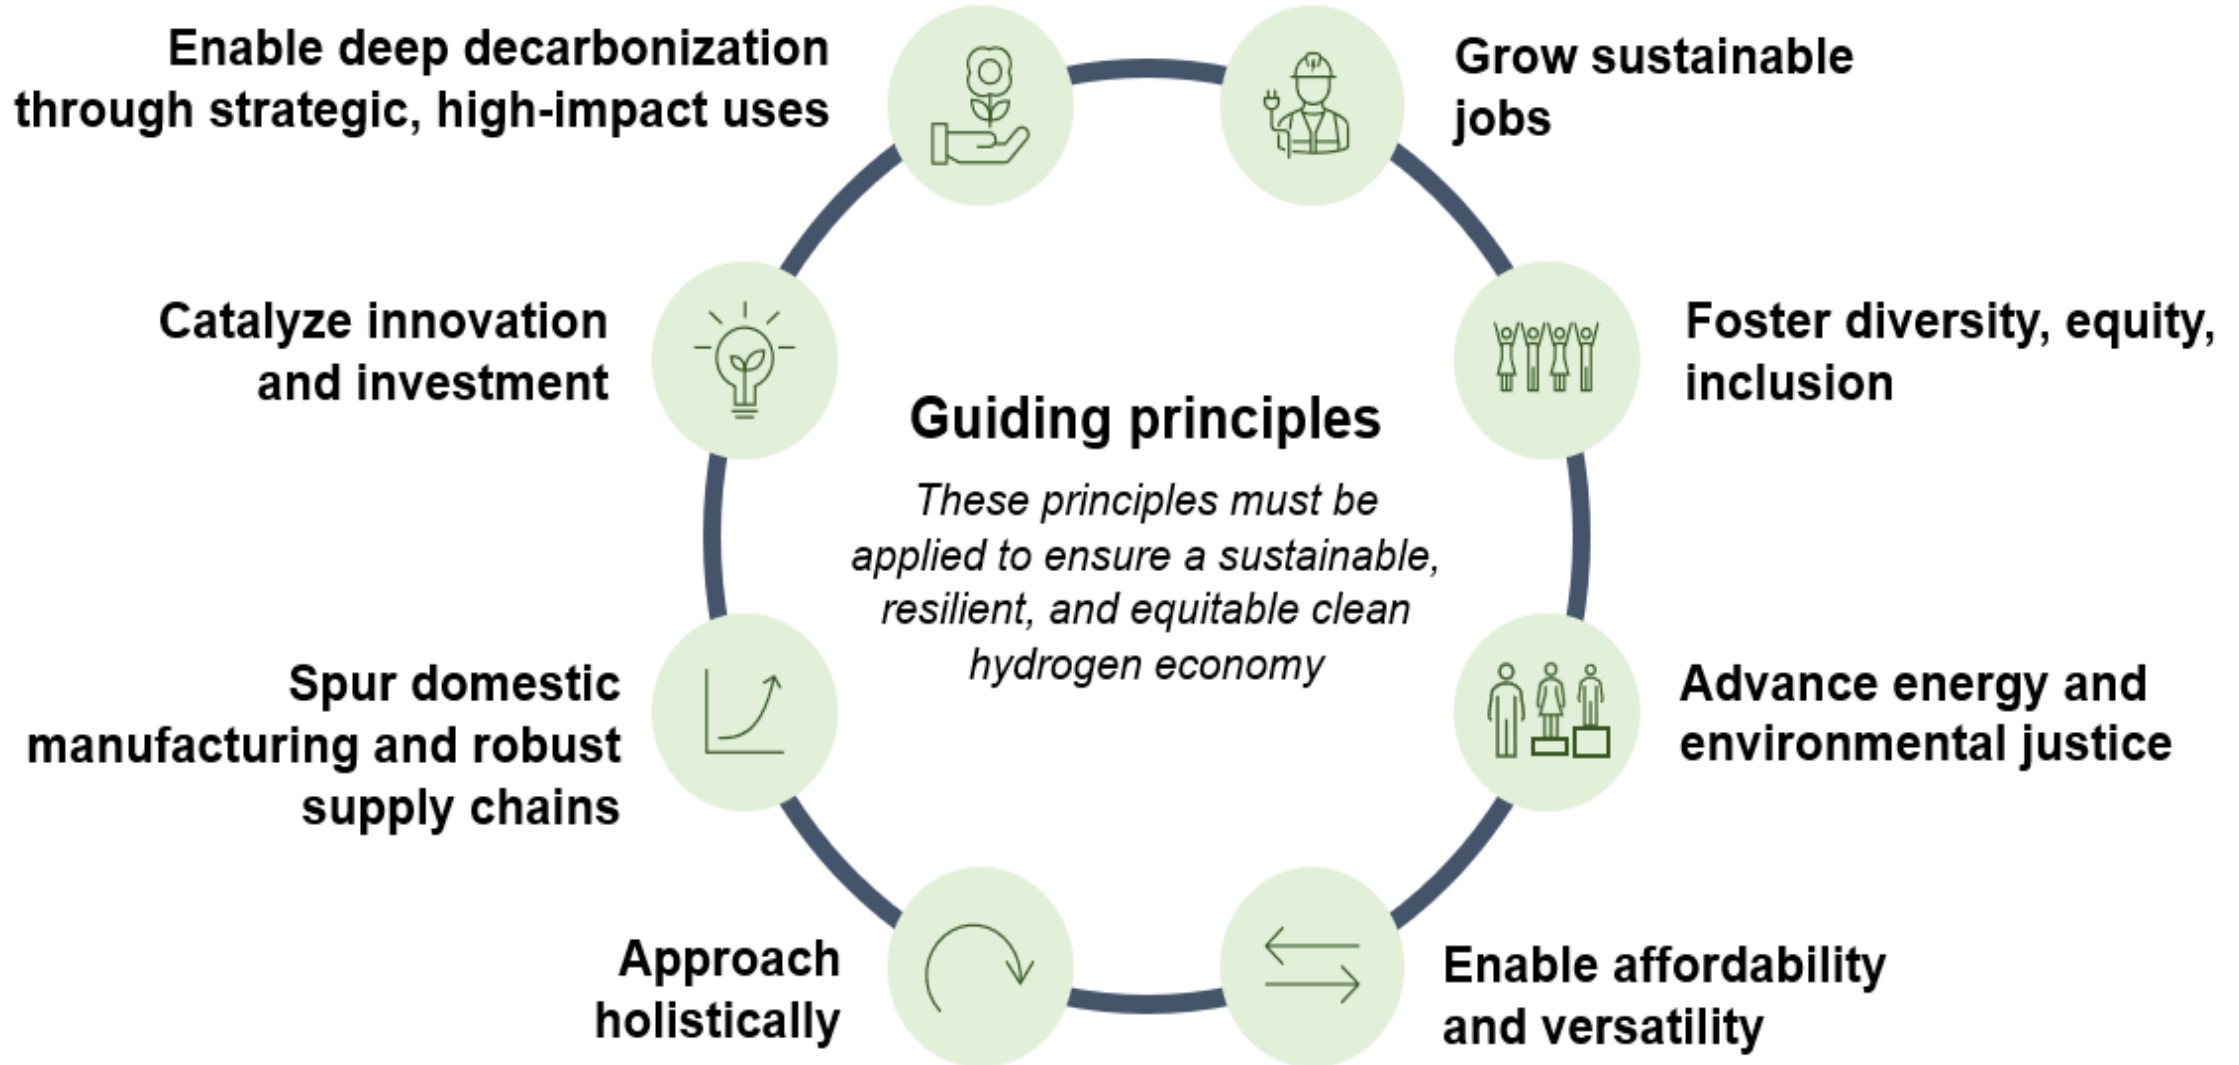 Enable deep decarbonization
through strategic, high-impact uses
Grow sustainable
jobs
Catalyze innovation
and investment
Foster diversity, equity,
inclusion
Guiding principles
These principles must be
applied to ensure a sustainable,
resilient, and equitable clean
hydrogen economy
Spur domestic
manufacturing and robust
supply chains
Advance energy and
environmental justice
Approach
holistically
Enable affordability
and versatility